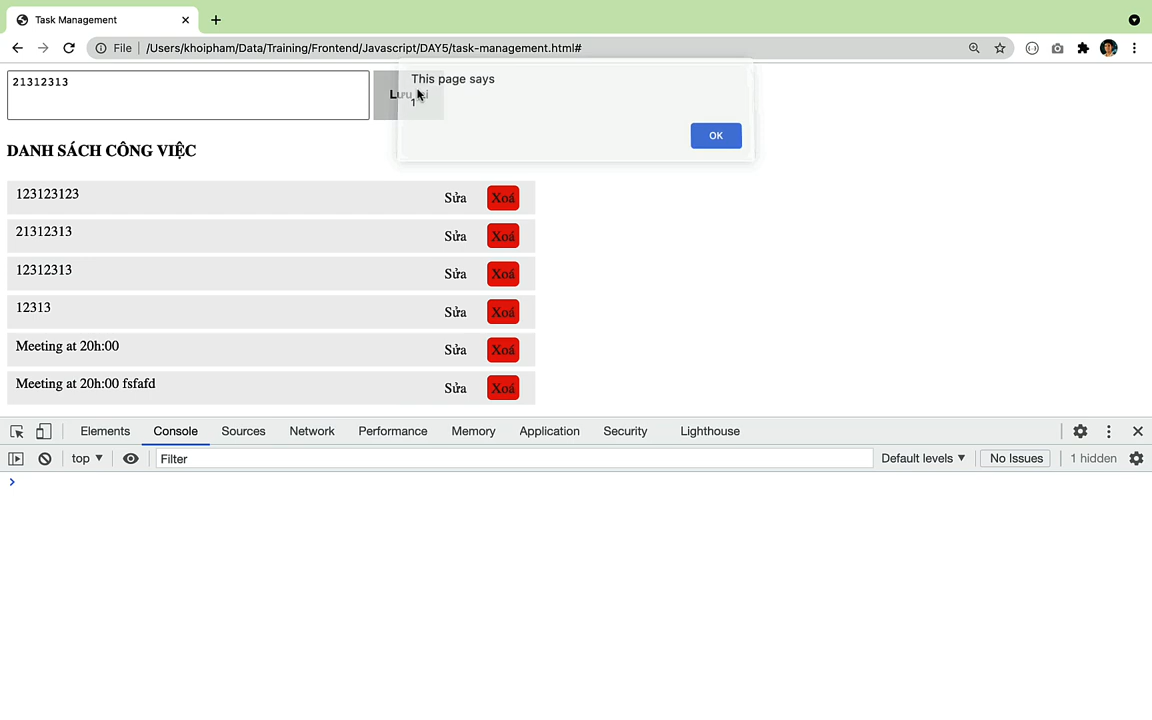 Task Management
File /Users/khoipham/Data/Training/Frontend/Javascript/DAY5/task-management.html#
21312313
This page says
1
OK
DANH SÁCH CÔNG VIỆC
123123123 Sửa Xoá
21312313 Sửa Xoá
12312313 Sửa Xoá
12313 Sửa Xoá
Meeting at 20h:00 Sửa Xoá
Meeting at 20h:00 fsfafd Sửa Xoá
Elements Console Sources Network Performance Memory Application Security Lighthouse
top Filter Default levels No Issues 1 hidden